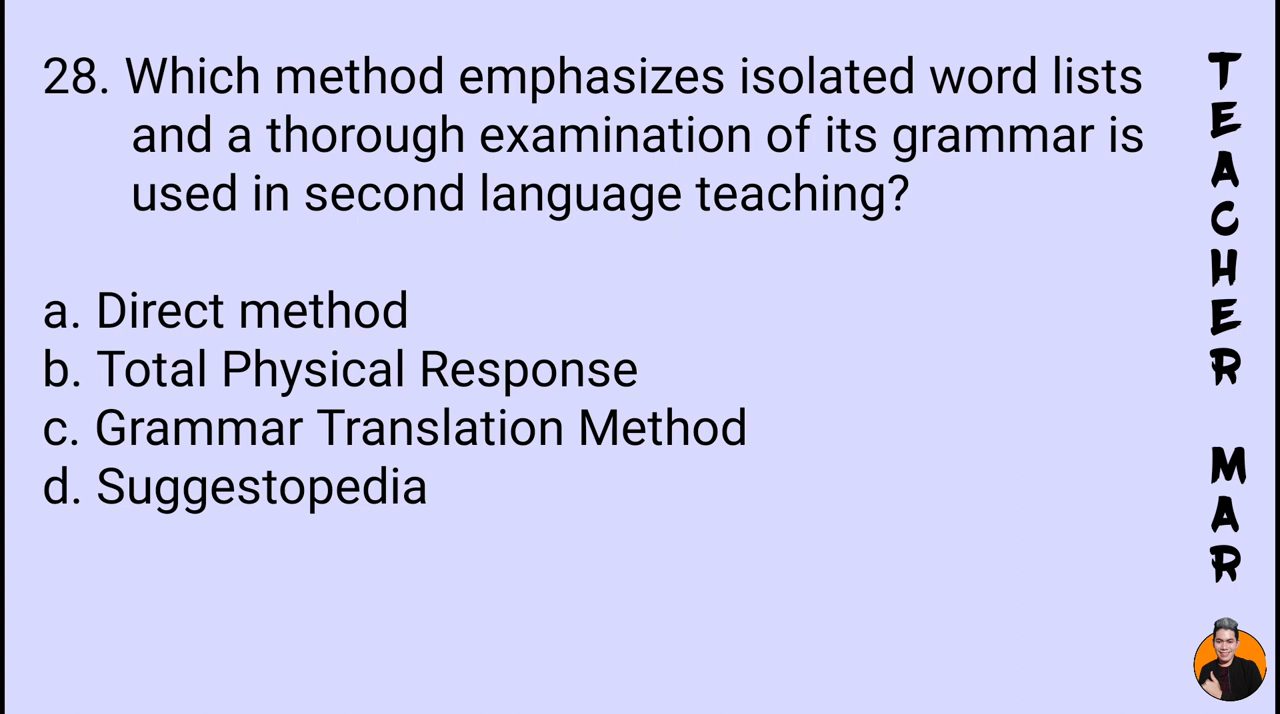 28. Which method emphasizes isolated word lists
and a thorough examination of its grammar is
used in second language teaching?
a. Direct method
b. Total Physical Response
c. Grammar Translation Method
d. Suggestopedia
TEACHER MAR